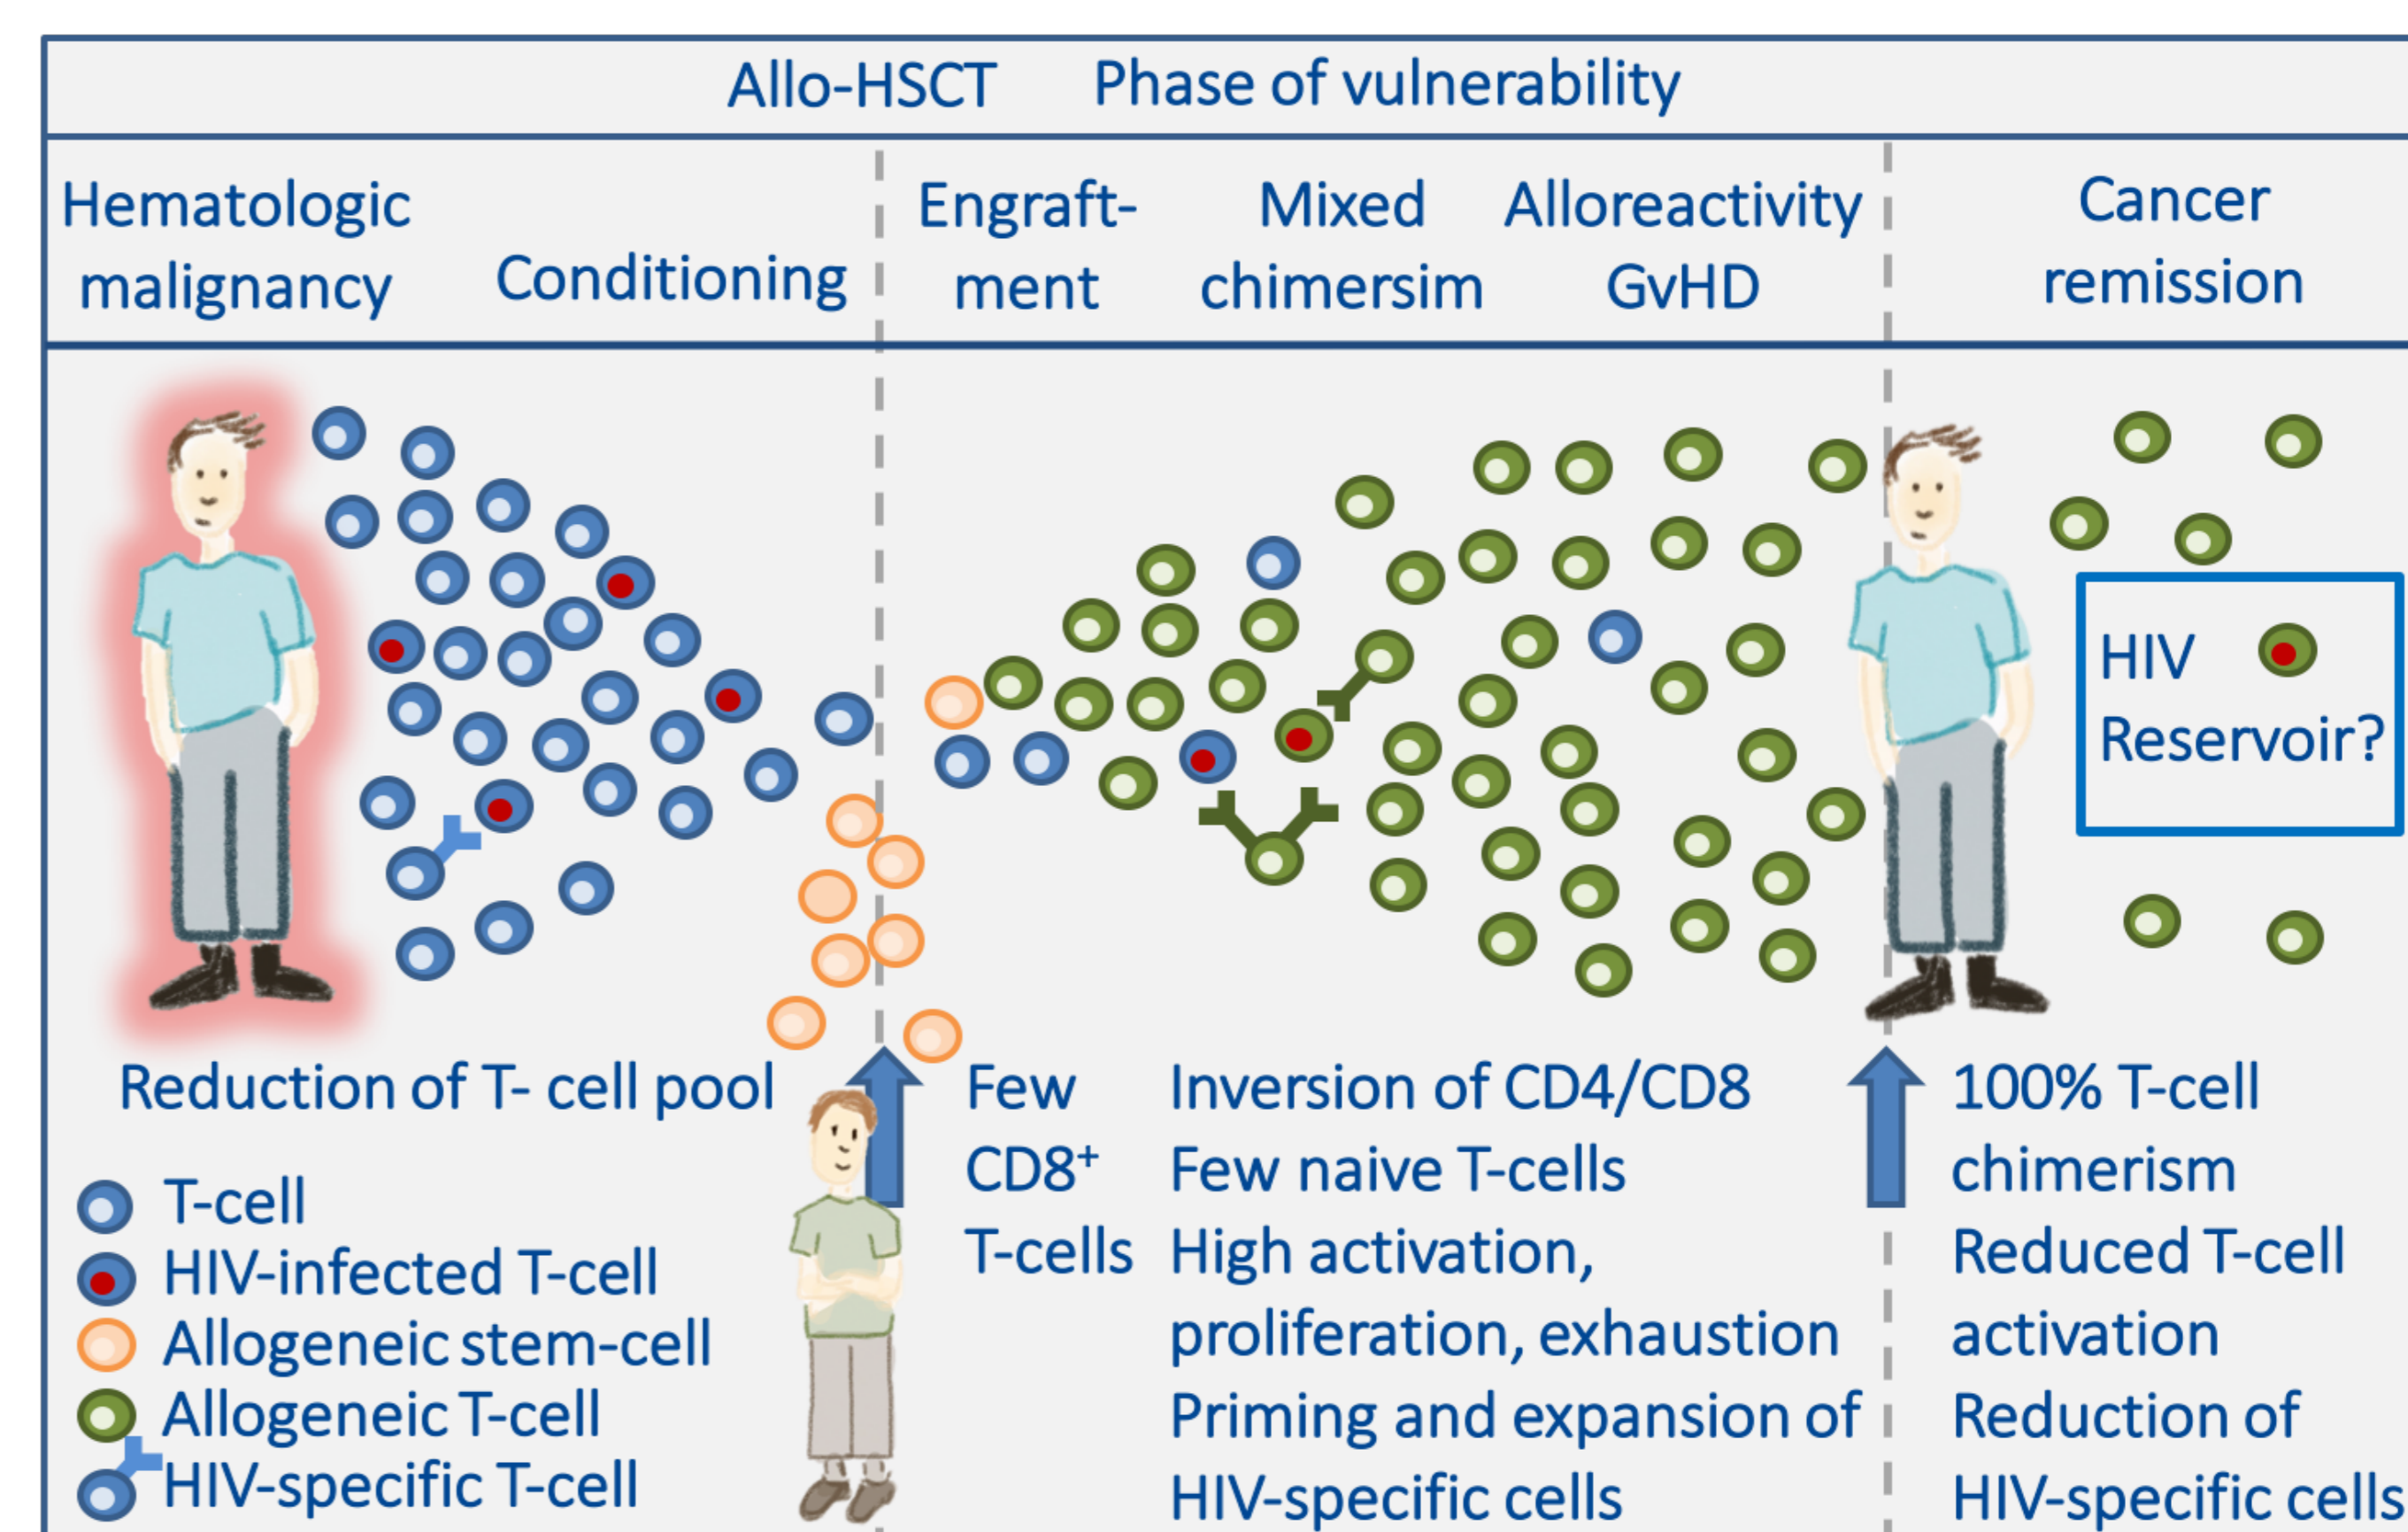 Allo-HSCT
Phase of vulnerability
Hematologic
malignancy
Conditioning
Engraft-
ment
Mixed
chimersim
Alloreactivity
GvHD
Cancer
remission
HIV
Reservoir?
Reduction of T- cell pool
T-cell
HIV-infected T-cell
Allogeneic stem-cell
Allogeneic T-cell
HIV-specific T-cell
Few
CD8⁺
T-cells
Inversion of CD4/CD8
Few naive T-cells
High activation,
proliferation, exhaustion
Priming and expansion of
HIV-specific cells
100% T-cell
chimerism
Reduced T-cell
activation
Reduction of
HIV-specific cells